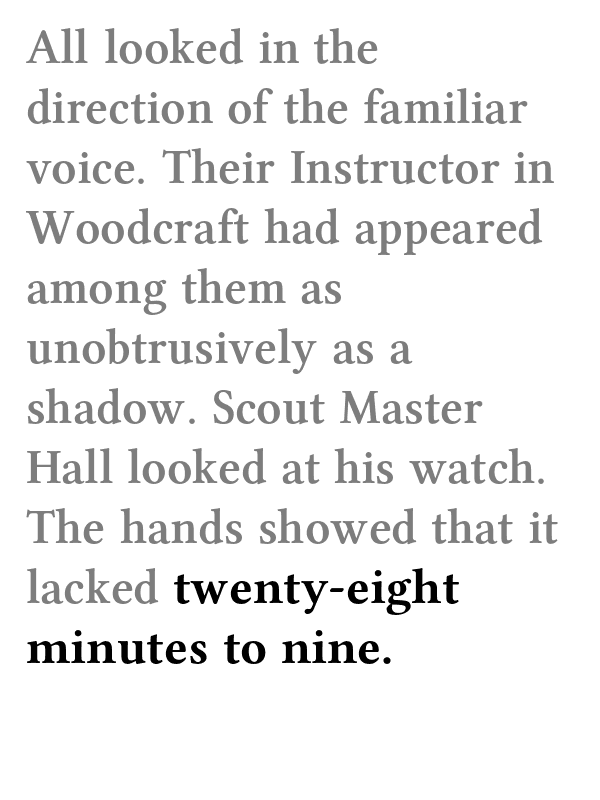 All looked in the
direction of the familiar
voice. Their Instructor in
Woodcraft had appeared
among them as
unobtrusively as a
shadow. Scout Master
Hall looked at his watch.
The hands showed that it
lacked twenty-eight
minutes to nine.